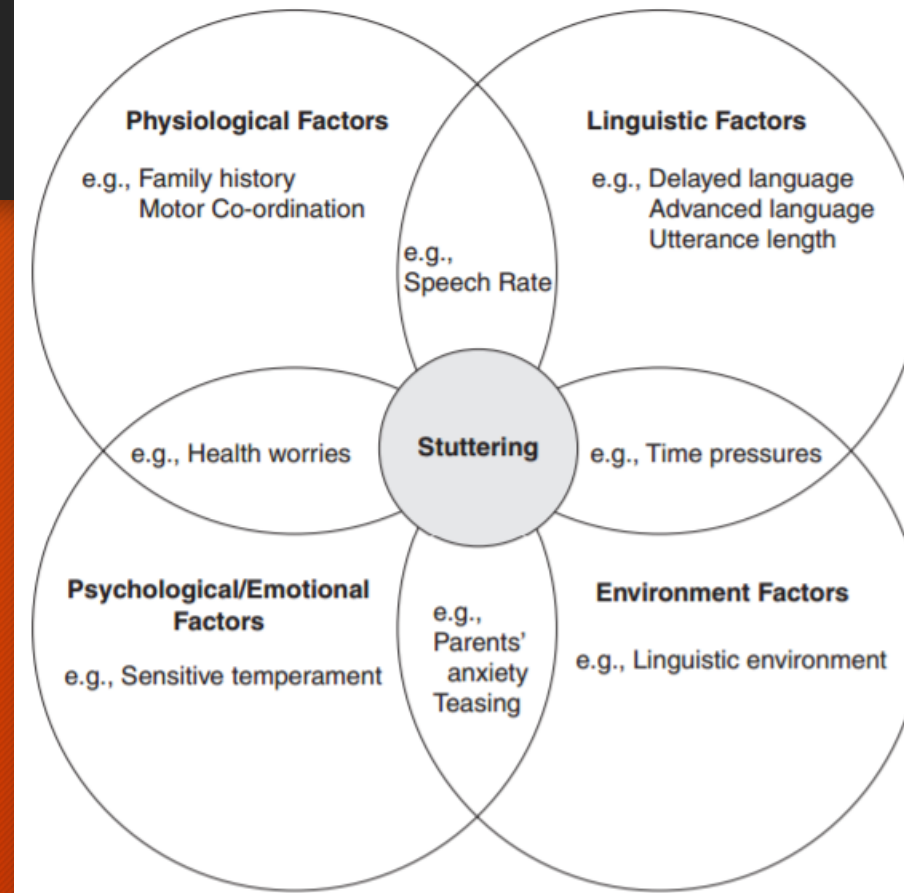 Physiological Factors
e.g., Family history
Motor Co-ordination
Linguistic Factors
e.g., Delayed language
Advanced language
Utterance length
e.g.,
Speech Rate
e.g., Health worries
Stuttering
e.g., Time pressures
Psychological/Emotional
Factors
e.g., Sensitive temperament
e.g.,
Parents'
anxiety
Teasing
Environment Factors
e.g., Linguistic environment